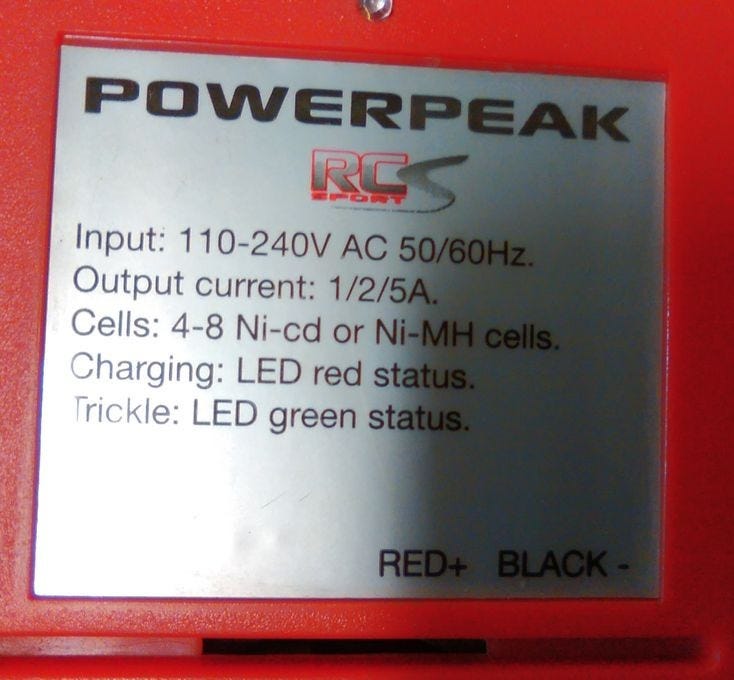 POWERPEAK
RCS
SPORT
Input: 110-240V AC 50/60Hz.
Output current: 1/2/5A.
Cells: 4-8 Ni-cd or Ni-MH cells.
Charging: LED red status.
Trickle: LED green status.
RED+ BLACK -